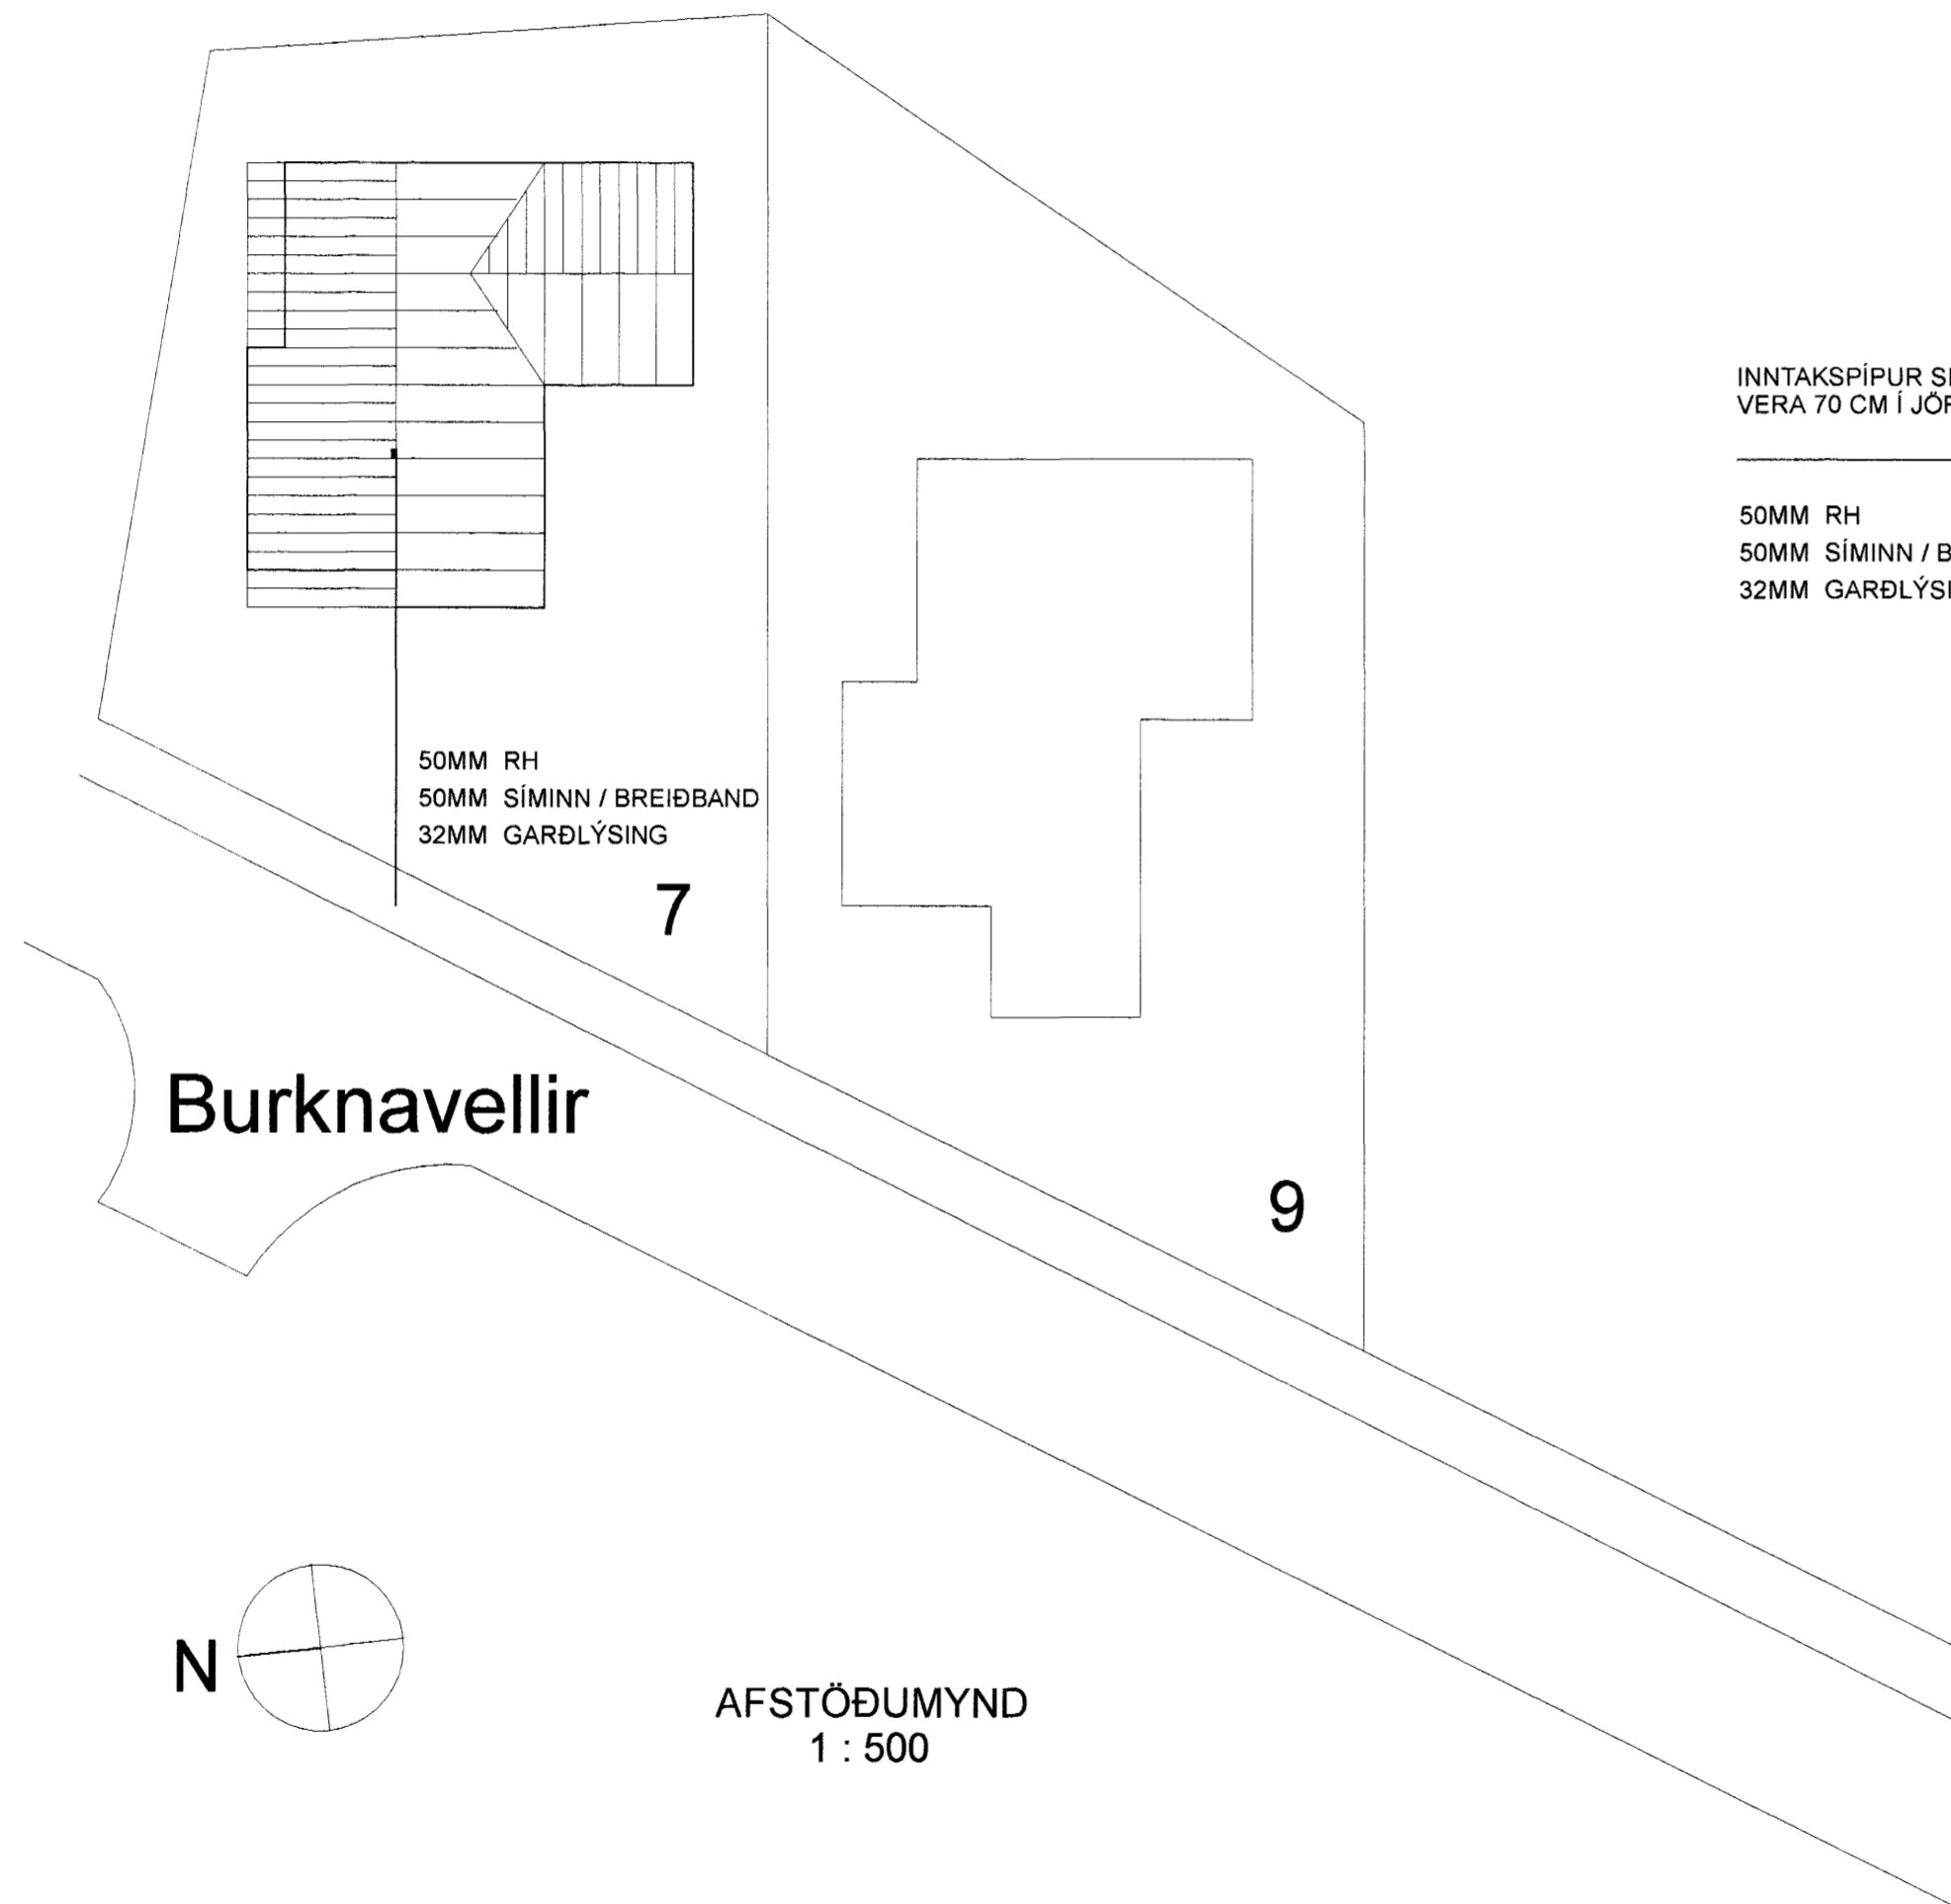 INNTAKSPÍPUR
VERA 70 CM Í
50MM RH
50MM SÍMINN /
32MM
50MM RH
50MM SÍMINN / BREIÐBAND
32MM GARÐLÝSING
7
Burknavellir
9
N
AFSTÖÐUMYND
1 : 500